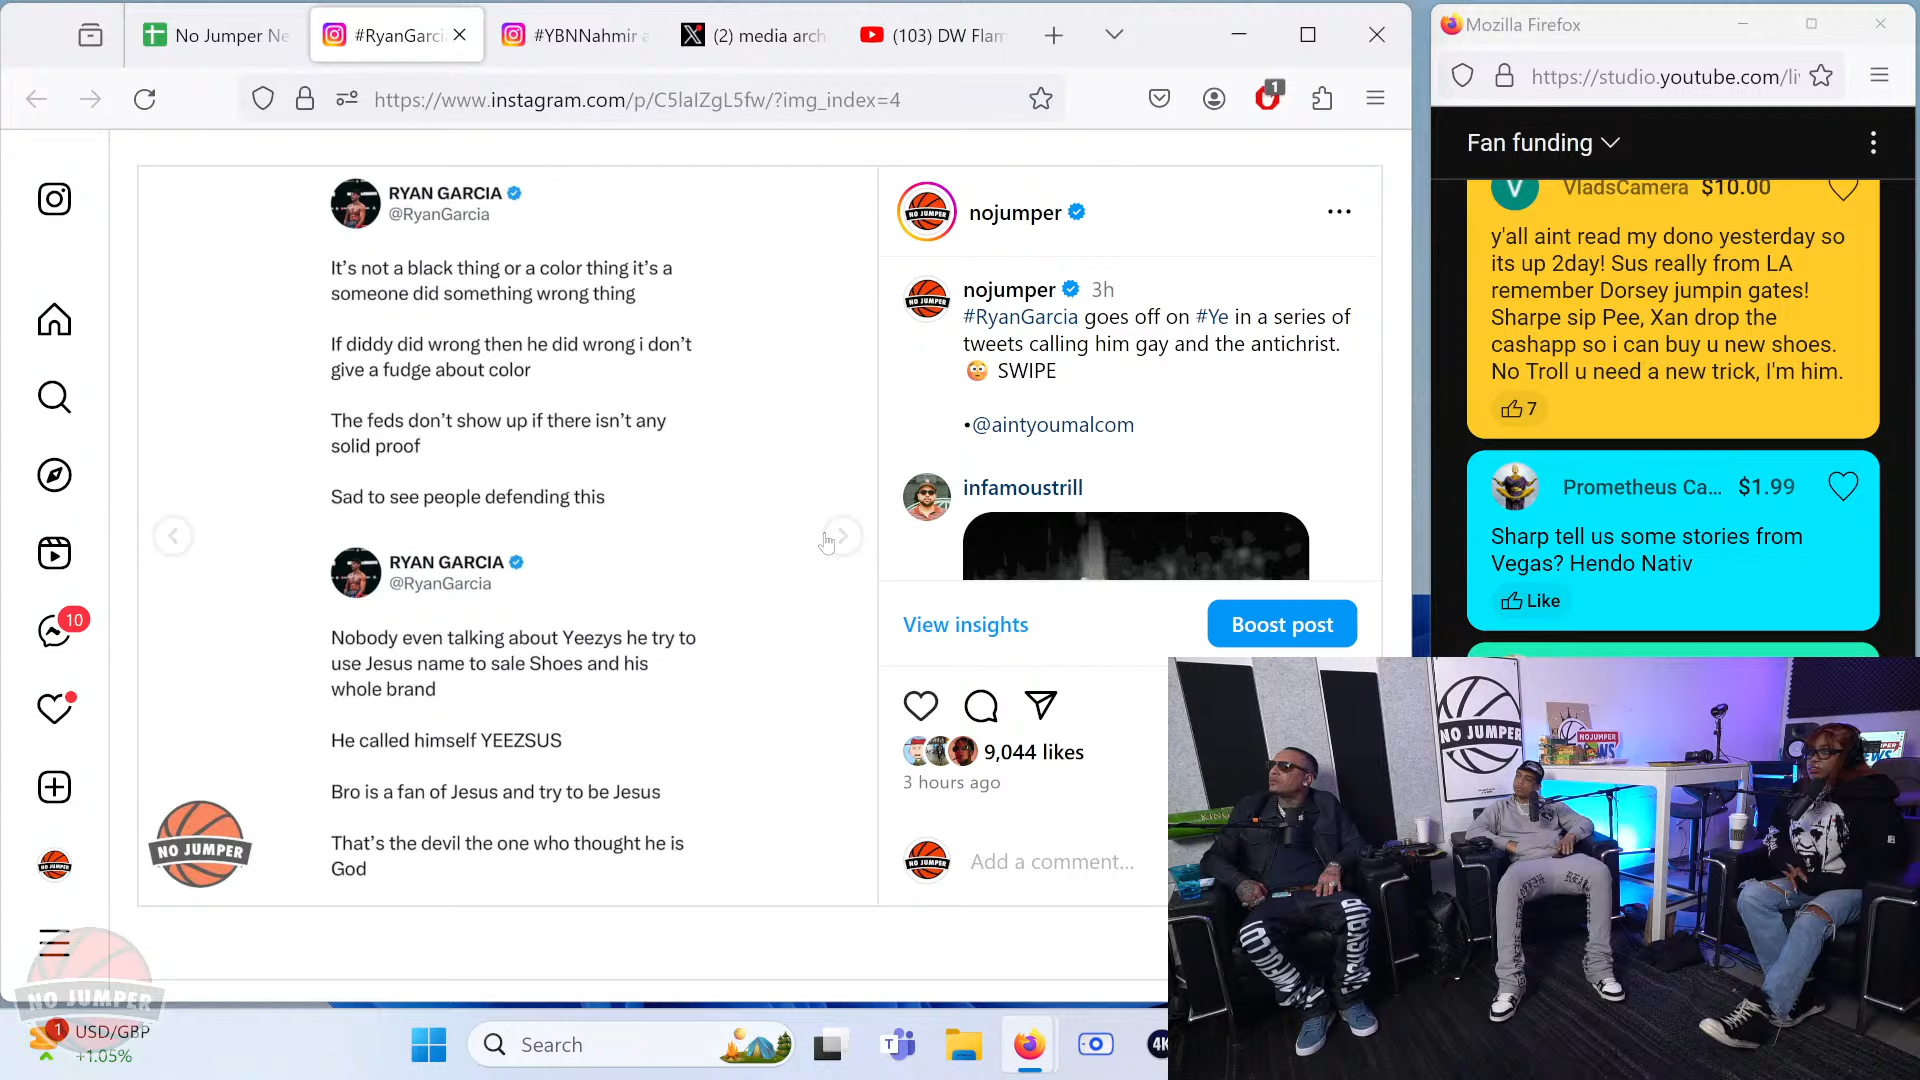 No Jumper Ne
#RyanGarci
#YBNNahmir a
(2) media arch
(103) DW Flam
https://www.instagram.com/p/C5laIZgL5fw/?img_index=4
1
10
RYAN GARCIA
@RyanGarcia
It's not a black thing or a color thing it's a
someone did something wrong thing
If diddy did wrong then he did wrong i don't
give a fudge about color
The feds don't show up if there isn't any
solid proof
Sad to see people defending this
RYAN GARCIA
@RyanGarcia
Nobody even talking about Yeezys he try to
use Jesus name to sale Shoes and his
whole brand
He called himself YEEZSUS
Bro is a fan of Jesus and try to be Jesus
That's the devil the one who thought he is
God
NO JUMPER
NO JUMPER
nojumper
NO JUMPER
nojumper 3h
#RyanGarcia goes off on #Ye in a series of
tweets calling him gay and the antichrist.
SWIPE
•@aintyoumalcom
infamoustrill
View insights
Boost post
9,044 likes
3 hours ago
NO JUMPER
Add a comment...
Mozilla Firefox
https://studio.youtube.com/li
Fan funding
V
VladsCamera $10.00
y'all aint read my dono yesterday so
its up 2day! Sus really from LA
remember Dorsey jumpin gates!
Sharpe sip Pee, Xan drop the
cashapp so i can buy u new shoes.
No Troll u need a new trick, I'm him.
7
Prometheus Ca... $1.99
Sharp tell us some stories from
Vegas? Hendo Nativ
Like
NO JUMPER
NOJUMPER
NO JUMPER
1
USD/GBP
+1.05%
Search
T
4K